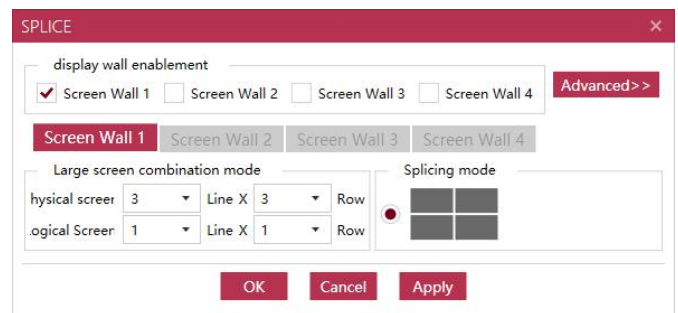 SPLICE
display wall enablement
Screen Wall 1 Screen Wall 2 Screen Wall 3 Screen Wall 4 Advanced>>
Screen Wall 1 Screen Wall 2 Screen Wall 3 Screen Wall 4
Large screen combination mode Splicing mode
hysical screer 3 Line X 3 Row
.ogical Screer 1 Line X 1 Row
OK Cancel Apply